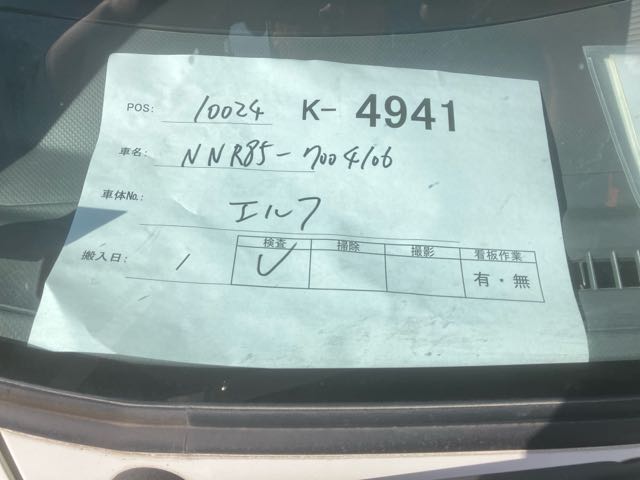 POS: 10024 K-4941
車名: NNR85-7004106
車体No.: エルフ
搬入日: 1
検査 掃除 撮影 看板作業
✓ 有・無